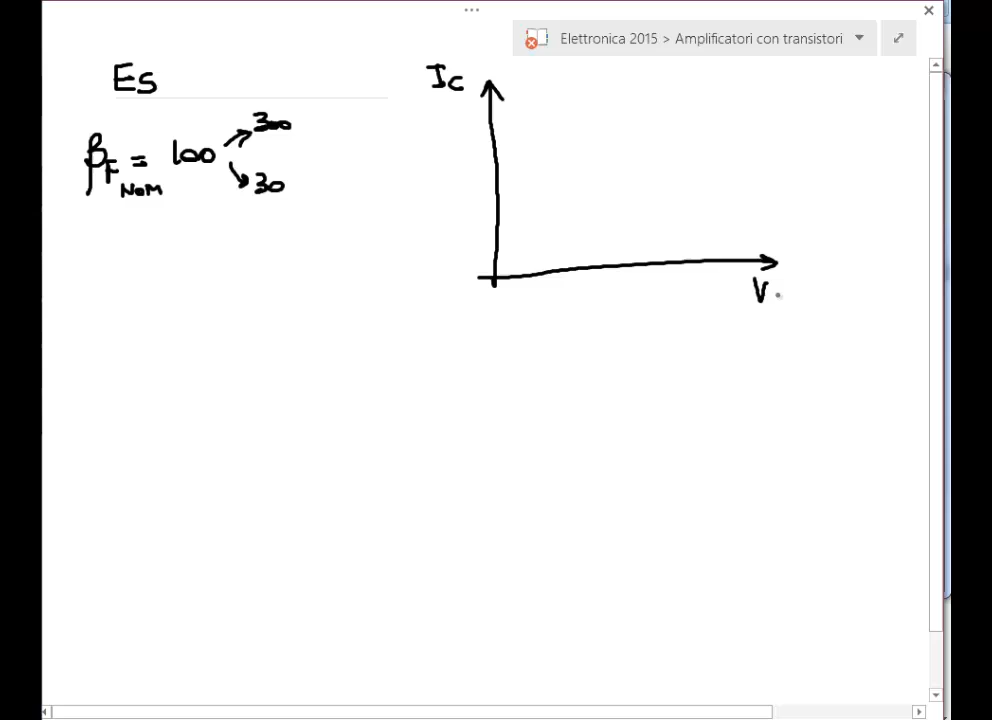 Elettronica 2015 > Amplificatori con transistori
Es
Ic
300
βF NOM = 100
30
V